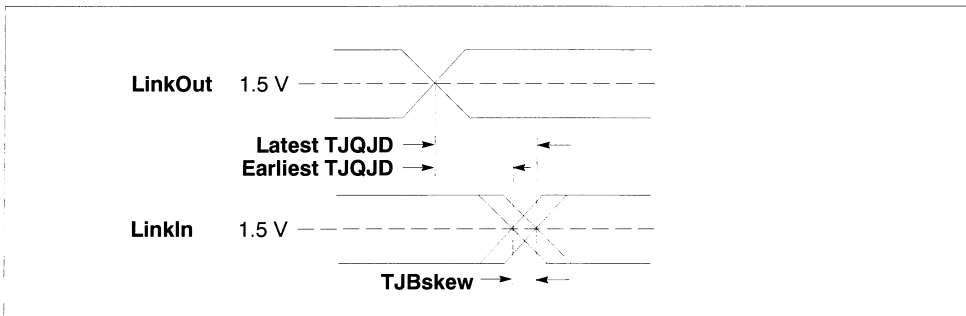 LinkOut 1.5 V
Latest TJQJD
Earliest TJQJD
LinkIn 1.5 V
TJBskew